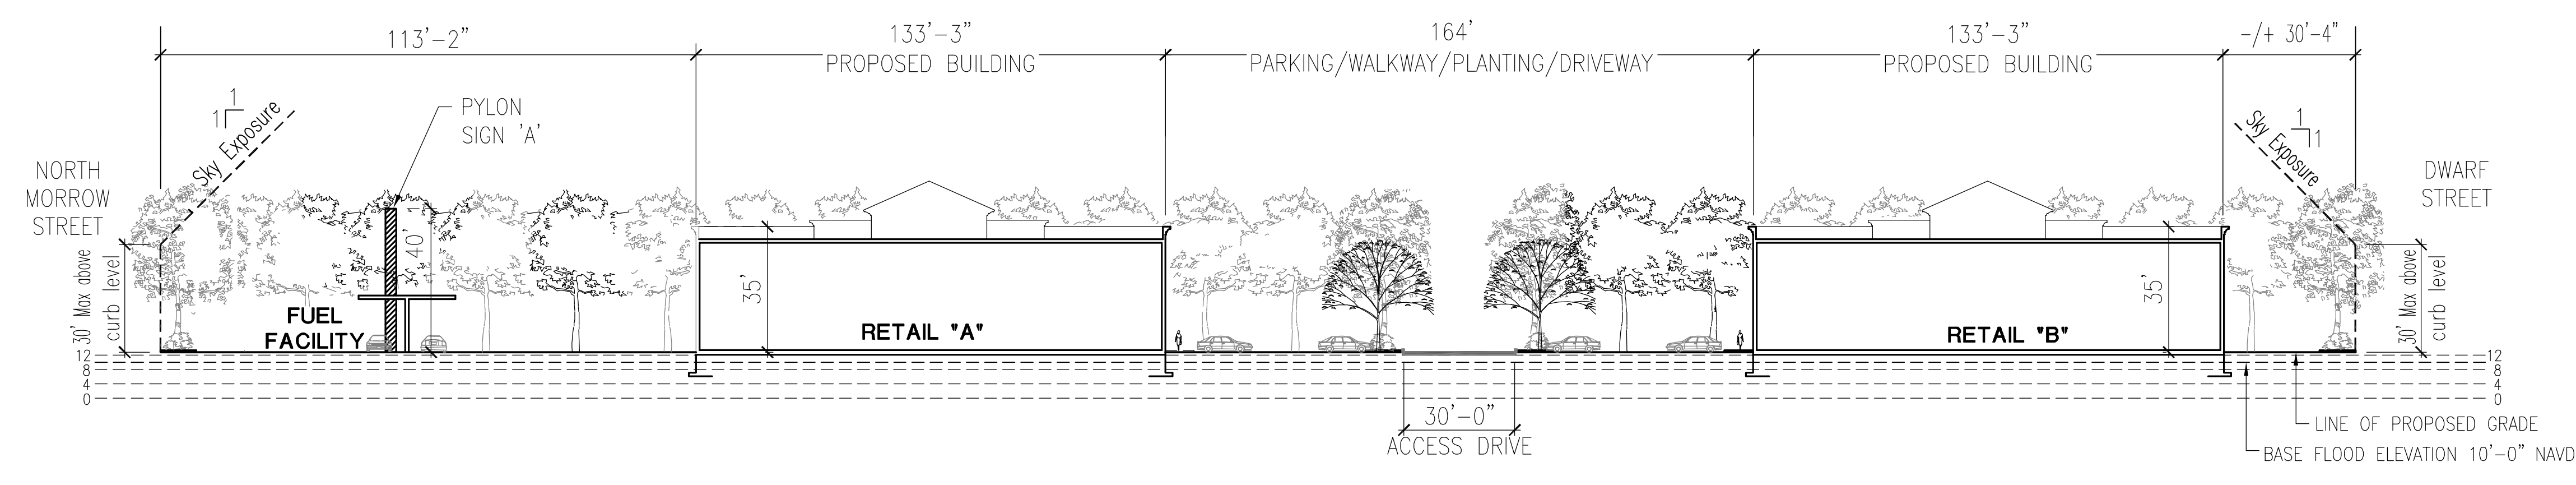 113'-2"
133'-3"
PROPOSED BUILDING
164'
PARKING/WALKWAY/PLANTING/DRIVEWAY
133'-3"
PROPOSED BUILDING
-/+ 30'-4"
1
1
Sky Exposure
PYLON
SIGN 'A'
NORTH
MORROW
STREET
30' Max above
curb level
40'
FUEL
FACILITY
35'
RETAIL "A"
35'
RETAIL "B"
1
1
Sky Exposure
DWARF
STREET
30' Max above
curb level
12
8
4
0
12
8
4
0
30'-0"
ACCESS DRIVE
LINE OF PROPOSED GRADE
BASE FLOOD ELEVATION 10'-0" NAVD